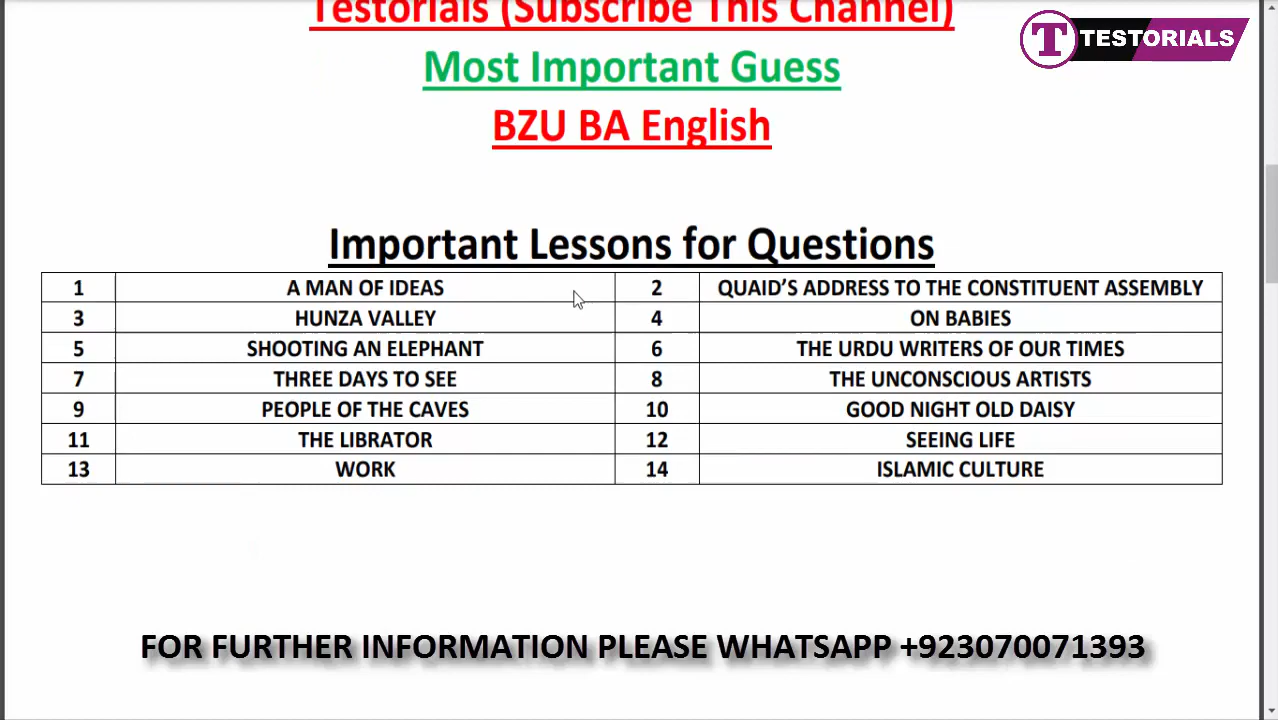 Testorials (Subscribe This Channel)
T TESTORIALS
Most Important Guess
BZU BA English
Important Lessons for Questions
1 A MAN OF IDEAS 2 QUAID'S ADDRESS TO THE CONSTITUENT ASSEMBLY
3 HUNZA VALLEY 4 ON BABIES
5 SHOOTING AN ELEPHANT 6 THE URDU WRITERS OF OUR TIMES
7 THREE DAYS TO SEE 8 THE UNCONSCIOUS ARTISTS
9 PEOPLE OF THE CAVES 10 GOOD NIGHT OLD DAISY
11 THE LIBRATOR 12 SEEING LIFE
13 WORK 14 ISLAMIC CULTURE
FOR FURTHER INFORMATION PLEASE WHATSAPP +923070071393